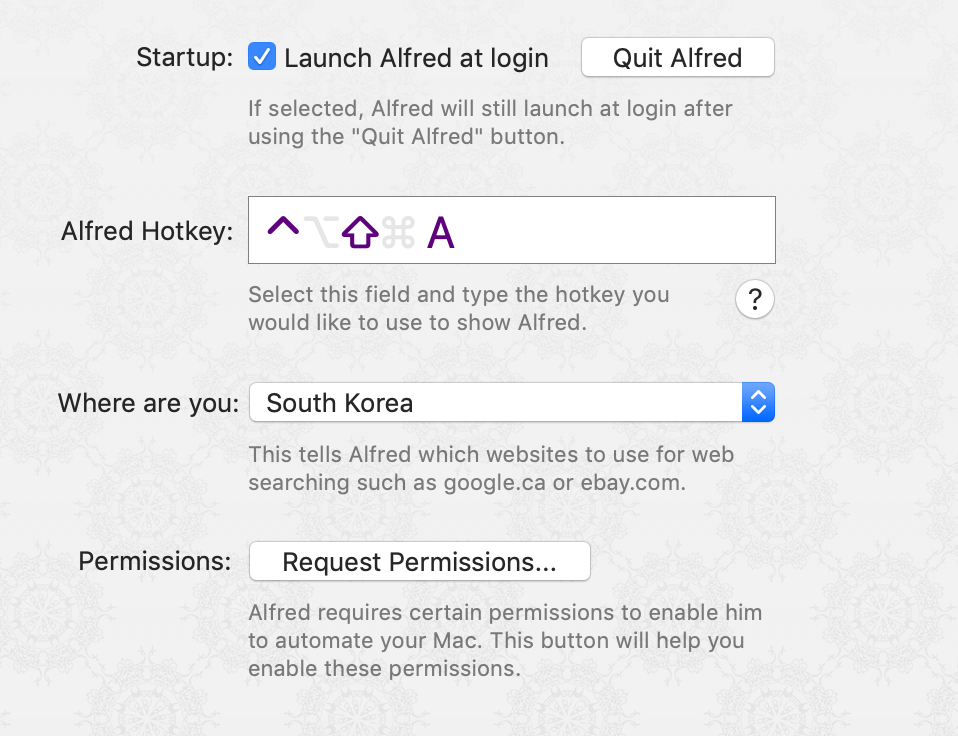 Startup: Launch Alfred at login Quit Alfred
If selected, Alfred will still launch at login after
using the "Quit Alfred" button.
Alfred Hotkey: ^⌥⇧⌘ A
Select this field and type the hotkey you ?
would like to use to show Alfred.
Where are you: South Korea
This tells Alfred which websites to use for web
searching such as google.ca or ebay.com.
Permissions: Request Permissions...
Alfred requires certain permissions to enable him
to automate your Mac. This button will help you
enable these permissions.